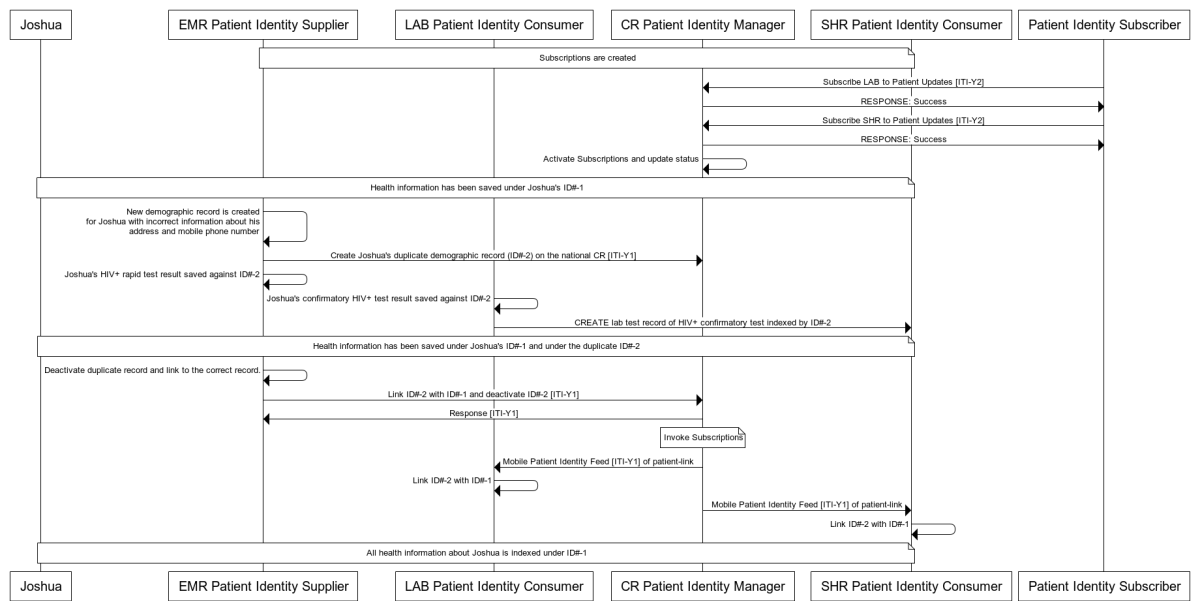 Joshua
EMR Patient Identity Supplier
LAB Patient Identity Consumer
CR Patient Identity Manager
SHR Patient Identity Consumer
Patient Identity Subscriber
Subscriptions are created
Subscribe LAB to Patient Updates [ITI-Y2]
RESPONSE: Success
Subscribe SHR to Patient Updates [ITI-Y2]
RESPONSE: Success
Activate Subscriptions and update status
Health information has been saved under Joshua's ID#-1
New demographic record is created
for Joshua with incorrect information about his
address and mobile phone number
Create Joshua's duplicate demographic record (ID#-2) on the national CR [ITI-Y1]
Joshua's HIV+ rapid test result saved against ID#-2
Joshua's confirmatory HIV+ test result saved against ID#-2
CREATE lab test record of HIV+ confirmatory test indexed by ID#-2
Health information has been saved under Joshua's ID#-1 and under the duplicate ID#-2
Deactivate duplicate record and link to the correct record.
Link ID#-2 with ID#-1 and deactivate ID#-2 [ITI-Y1]
Response [ITI-Y1]
Invoke Subscriptions
Mobile Patient Identity Feed [ITI-Y1] of patient-link
Link ID#-2 with ID#-1
Mobile Patient Identity Feed [ITI-Y1] of patient-link
Link ID#-2 with ID#-1
All health information about Joshua is indexed under ID#-1
Joshua
EMR Patient Identity Supplier
LAB Patient Identity Consumer
CR Patient Identity Manager
SHR Patient Identity Consumer
Patient Identity Subscriber